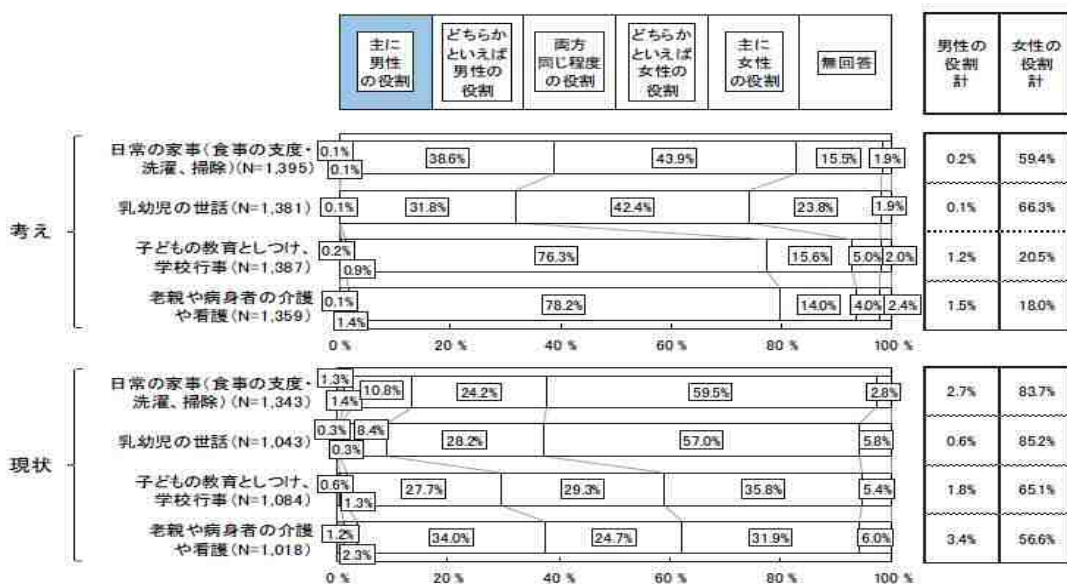 主に
男性
の役割
どちらか
といえば
男性の
役割
両方
同じ程度
の役割
どちらか
といえば
女性の
役割
主に
女性
の役割
無回答
男性の
役割
計
女性の
役割
計
考え
日常の家事(食事の支度・
洗濯、掃除)(N=1,395)
0.1%
0.1%
38.6%
43.9%
15.5%
1.9%
0.2%
59.4%
乳幼児の世話(N=1,381)
0.1%
31.8%
42.4%
23.8%
1.9%
0.1%
66.3%
子どもの教育としつけ、
学校行事(N=1,387)
0.2%
0.9%
76.3%
15.6%
5.0%
2.0%
1.2%
20.5%
老親や病身者の介護
や看護(N=1,359)
0.1%
1.4%
78.2%
14.0%
4.0%
2.4%
1.5%
18.0%
0 %
20 %
40 %
60 %
80 %
100 %
現状
日常の家事(食事の支度・
洗濯、掃除)(N=1,343)
1.3%
1.4%
10.8%
24.2%
59.5%
2.8%
2.7%
83.7%
乳幼児の世話(N=1,043)
0.3%
0.3%
8.4%
28.2%
57.0%
5.8%
0.6%
85.2%
子どもの教育としつけ、
学校行事(N=1,084)
0.6%
1.3%
27.7%
29.3%
35.8%
5.4%
1.8%
65.1%
老親や病身者の介護
や看護(N=1,018)
1.2%
2.3%
34.0%
24.7%
31.9%
6.0%
3.4%
56.6%
0 %
20 %
40 %
60 %
80 %
100 %